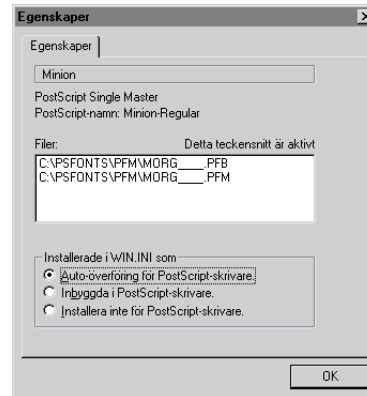 Egenskaper
Egenskaper
Minion
PostScript Single Master
PostScript-namn: Minion-Regular
Filer: Detta teckensnitt är aktivt
C:\PSFONTS\PFM\MORG____.PFB
C:\PSFONTS\PFM\MORG____.PFM
Installerade i WIN.INI som
Auto-överföring för PostScript-skrivare.
Inbyggda i PostScript-skrivare.
Installera inte för PostScript-skrivare.
OK